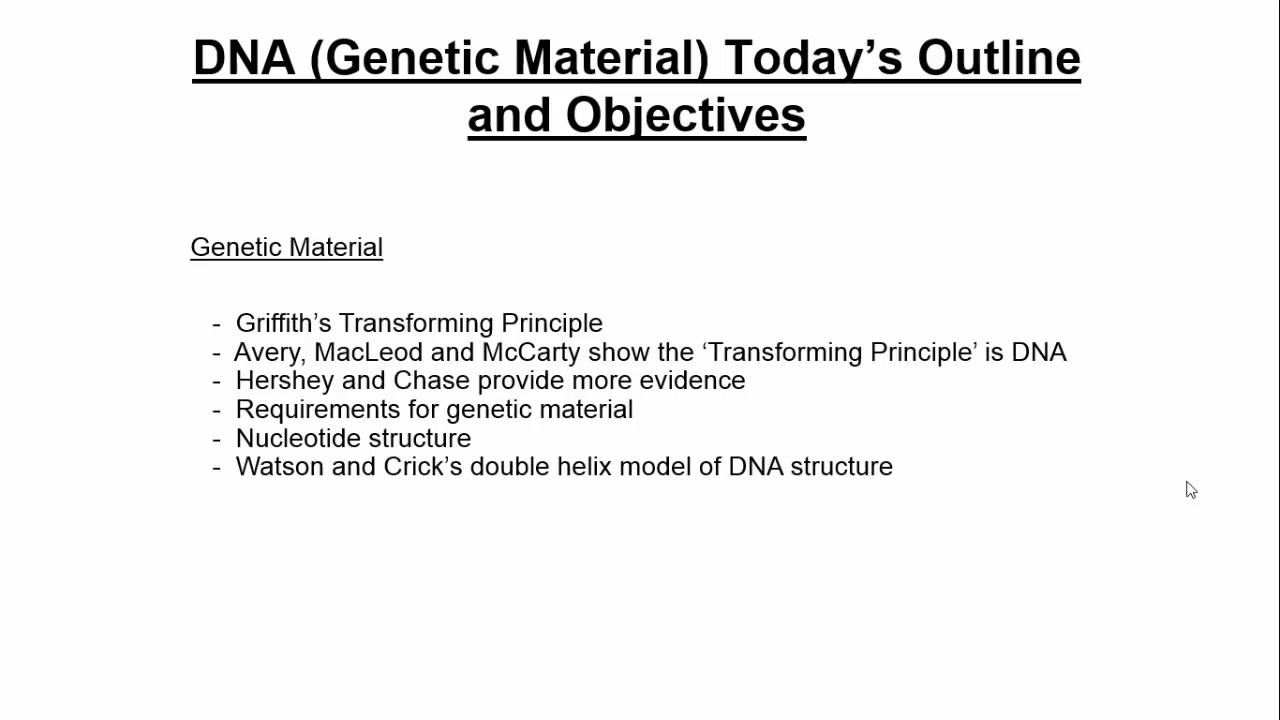 DNA (Genetic Material) Today’s Outline
and Objectives
Genetic Material
- Griffith’s Transforming Principle
- Avery, MacLeod and McCarty show the ‘Transforming Principle’ is DNA
- Hershey and Chase provide more evidence
- Requirements for genetic material
- Nucleotide structure
- Watson and Crick’s double helix model of DNA structure